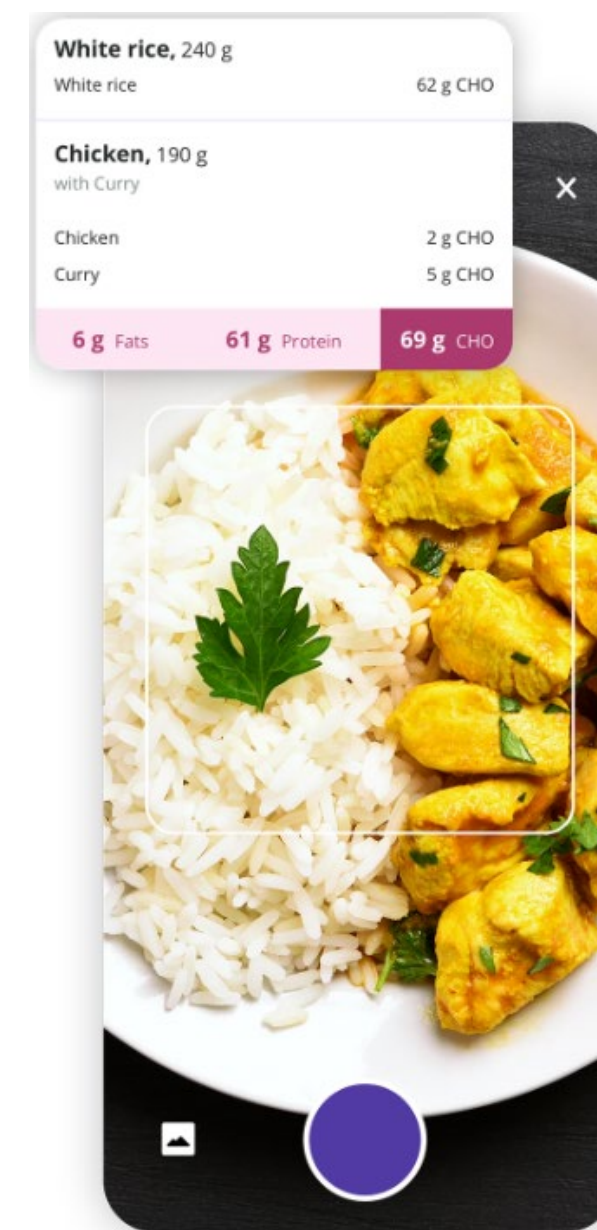 White rice, 240 g
White rice 62 g CHO
Chicken, 190 g
with Curry
Chicken 2 g CHO
Curry 5 g CHO
6 g Fats 61 g Protein 69 g CHO